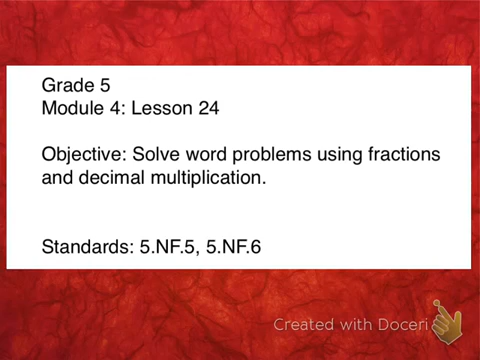 Grade 5
Module 4: Lesson 24
Objective: Solve word problems using fractions
and decimal multiplication.
Standards: 5.NF.5, 5.NF.6
Created with Doceri